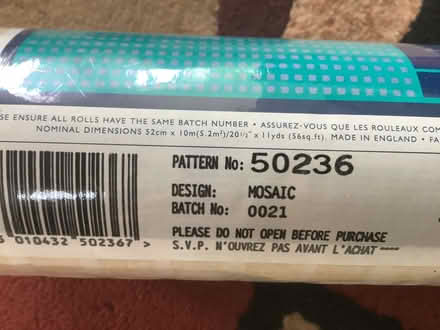 SE ENSURE ALL ROLLS HAVE THE SAME BATCH NUMBER • ASSUREZ-VOUS QUE LES ROULEAUX COM
NOMINAL DIMENSIONS 52cm x 10m(5.2m²)/20½" x 11yds (56sq.ft). MADE IN ENGLAND • FA
PATTERN No: 50236
DESIGN: MOSAIC
BATCH No: 0021
010432 502367 >
PLEASE DO NOT OPEN BEFORE PURCHASE
S.V.P. N'OUVREZ PAS AVANT L'ACHAT